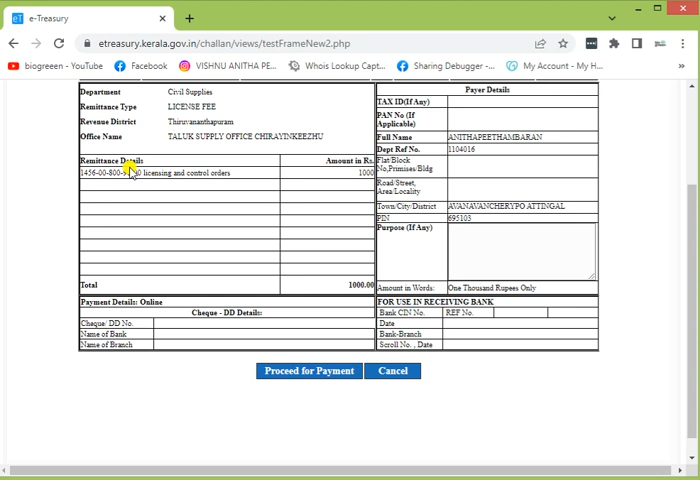 e-Treasury
etreasury.kerala.gov.in/challan/views/testFrameNew2.php
biogreeen - YouTube
Facebook
VISHNU ANITHA PE...
Whois Lookup Capt...
Sharing Debugger -...
My Account - My H...
Department Civil Supplies
Remittance Type LICENSE FEE
Revenue District Thiruvananthapuram
Office Name TALUK SUPPLY OFFICE CHIRAYINKEEZHU
Remittance Details Amount in Rs.
licensing and control orders 1000
Total 1000.00
Payer Details
TAX ID(If Any)
PAN No (If Applicable)
Full Name ANITHAPEETHAMBARAN
Dept Ref No. 1104016
Flat/Block No,Premises/Bldg
Road/Street, Area/Locality
Town/City/District AVANAVANCHERYPO ATTINGAL
PIN 695103
Purpose (If Any)
Amount in Words: One Thousand Rupees Only
Payment Details: Online
Cheque - DD Details:
Cheque/ DD No.
Name of Bank
Name of Branch
FOR USE IN RECEIVING BANK
Bank CIN No. REF No.
Date
Bank-Branch
Scroll No. , Date
Proceed for Payment
Cancel